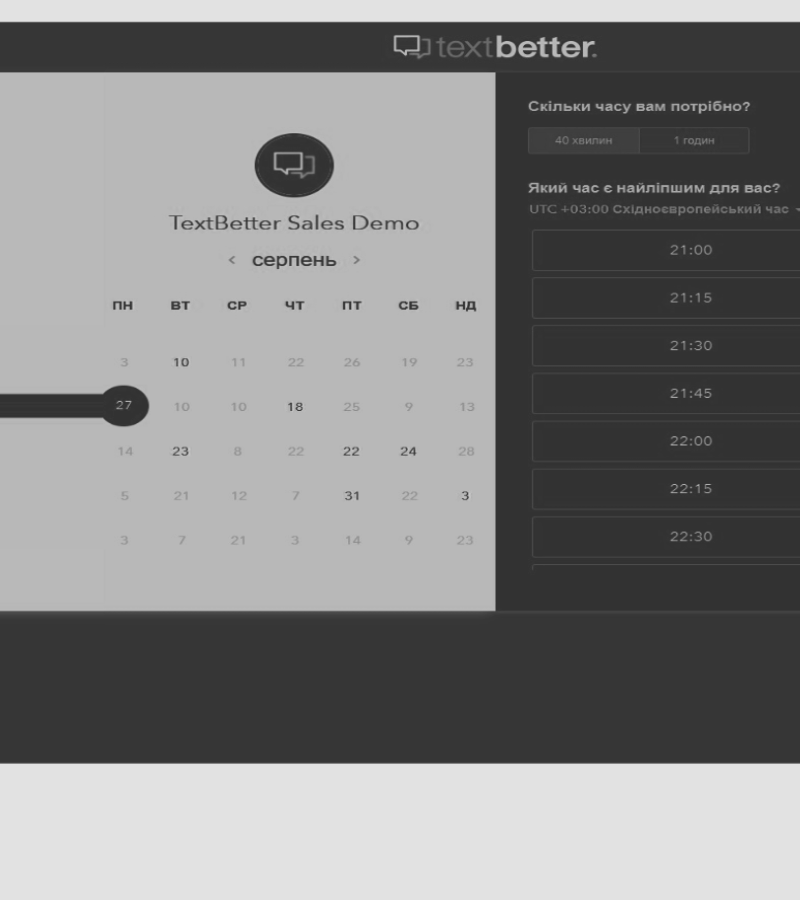 textbetter.
TextBetter Sales Demo
‹ серпень ›
ПН ВТ СР ЧТ ПТ СБ НД
3 10 11 22 26 19 23
27 10 10 18 25 9 13
14 23 8 22 22 24 28
5 21 12 7 31 22 3
3 7 21 3 14 9 23
Скільки часу вам потрібно?
40 хвилин 1 годин
Який час є найліпшим для вас?
UTC +03:00 Східноєвропейський час
21:00
21:15
21:30
21:45
22:00
22:15
22:30